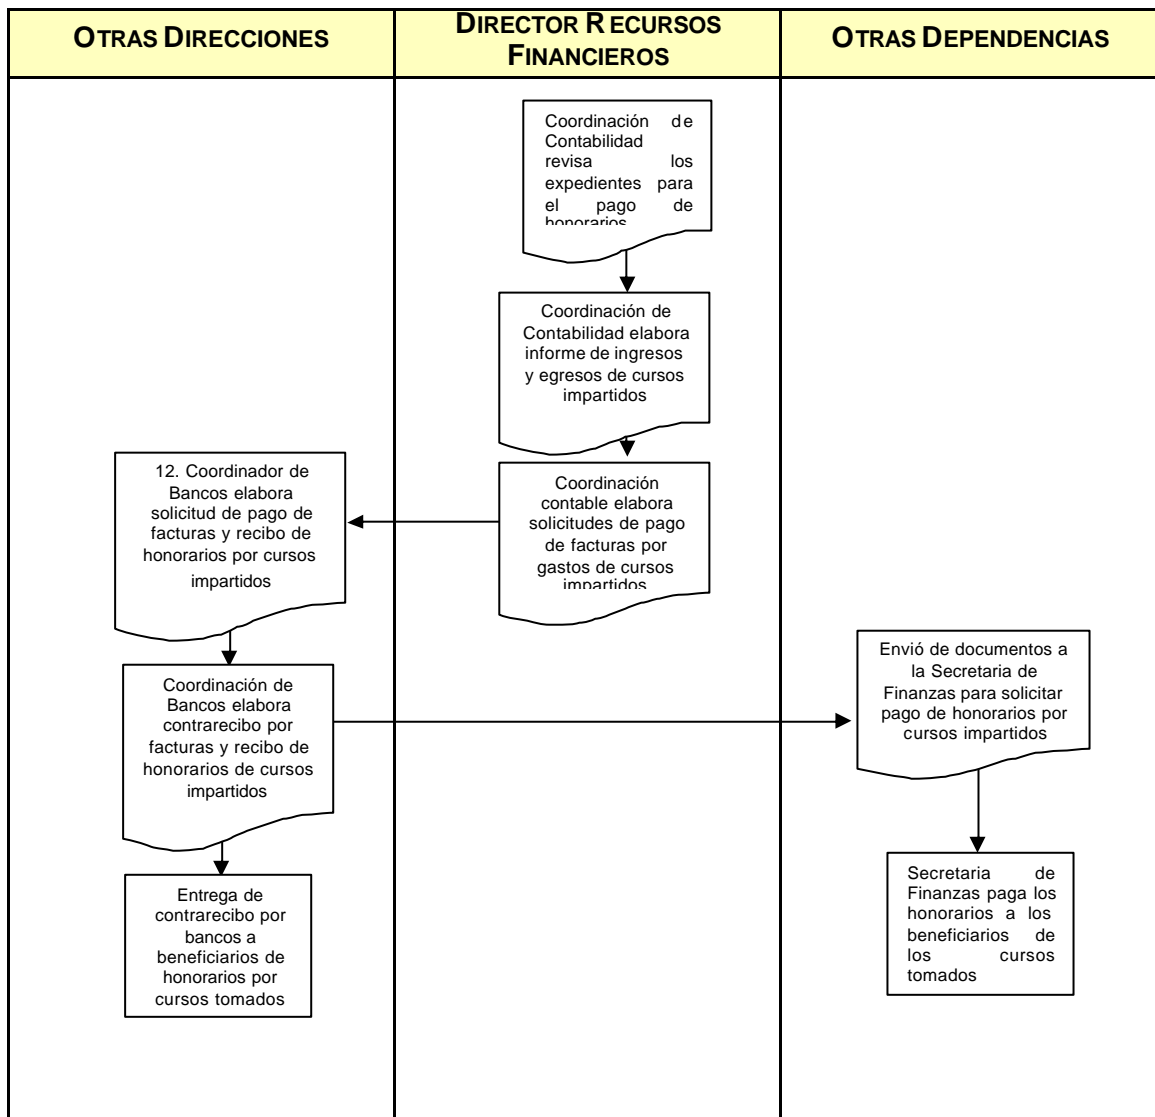 OTRAS DIRECCIONES
DIRECTOR RECURSOS
FINANCIEROS
OTRAS DEPENDENCIAS
Coordinación de
Contabilidad
revisa los
expedientes para
el pago de
honorarios
Coordinación de
Contabilidad elabora
informe de ingresos
y egresos de cursos
impartidos
Coordinación
contable elabora
solicitudes de pago
de facturas por
gastos de cursos
impartidos
12. Coordinador de
Bancos elabora
solicitud de pago de
facturas y recibo de
honorarios por cursos
impartidos
Coordinación de
Bancos elabora
contrarecibo por
facturas y recibo de
honorarios de cursos
impartidos
Entrega de
contrarecibo por
bancos a
beneficiarios de
honorarios por
cursos tomados
Envió de documentos a
la Secretaria de
Finanzas para solicitar
pago de honorarios por
cursos impartidos
Secretaria de
Finanzas paga los
honorarios a los
beneficiarios de
los cursos
tomados